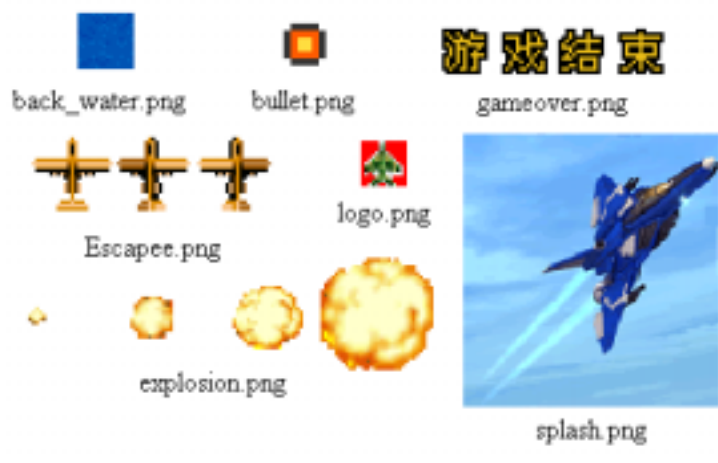 back_water.png
bullet.png
游戏结束
gameover.png
Escapee.png
logo.png
explosion.png
splash.png